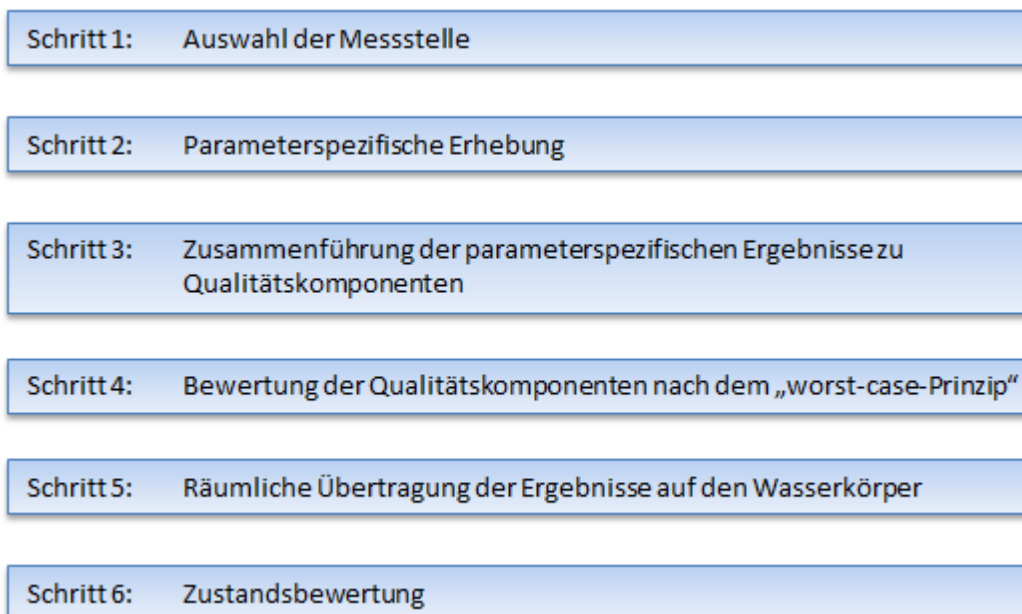 Schritt 1: Auswahl der Messstelle
Schritt 2: Parameterspezifische Erhebung
Schritt 3: Zusammenführung der parameterspezifischen Ergebnisse zu
Qualitätskomponenten
Schritt 4: Bewertung der Qualitätskomponenten nach dem „worst-case-Prinzip“
Schritt 5: Räumliche Übertragung der Ergebnisse auf den Wasserkörper
Schritt 6: Zustandsbewertung